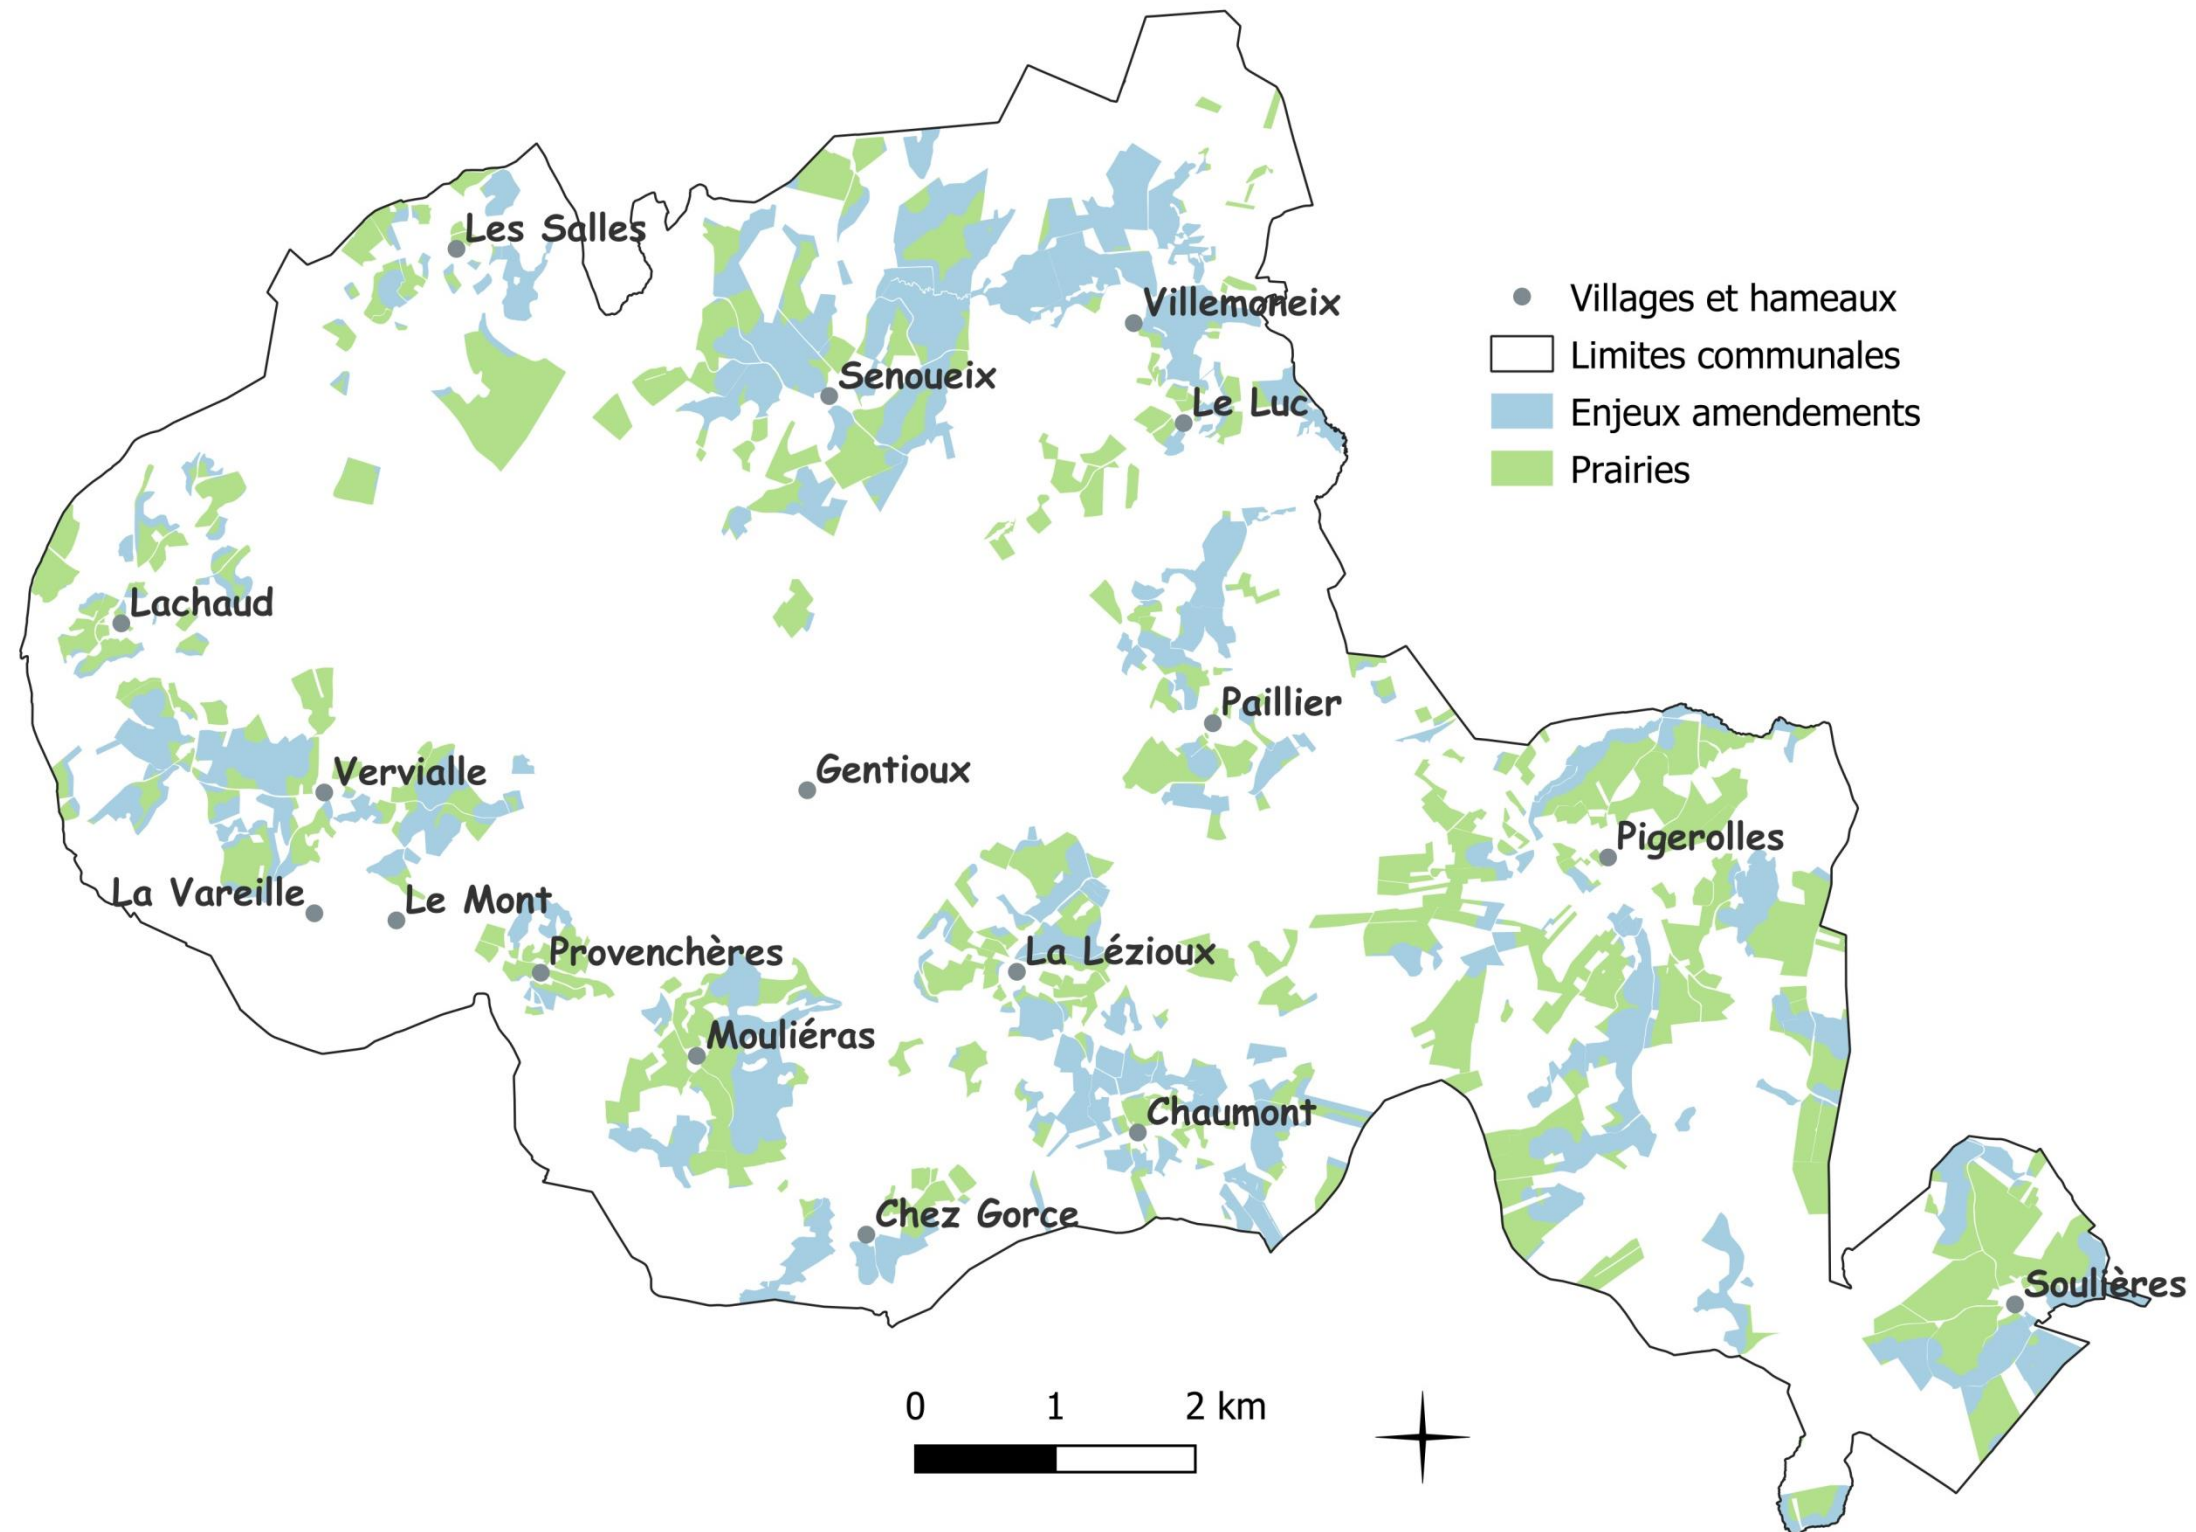 Les Salles
Villemoneix
Villages et hameaux
Limites communales
Senoueix
Le Luc
Enjeux amendements
Prairies
Lachaud
Paillier
Vervialle
Gentioux
Pigerolles
La Vareille
Le Mont
Provenchères
La Lézioux
Mouliéras
Chaumont
Chez Gorce
Soulières
0 1 2 km